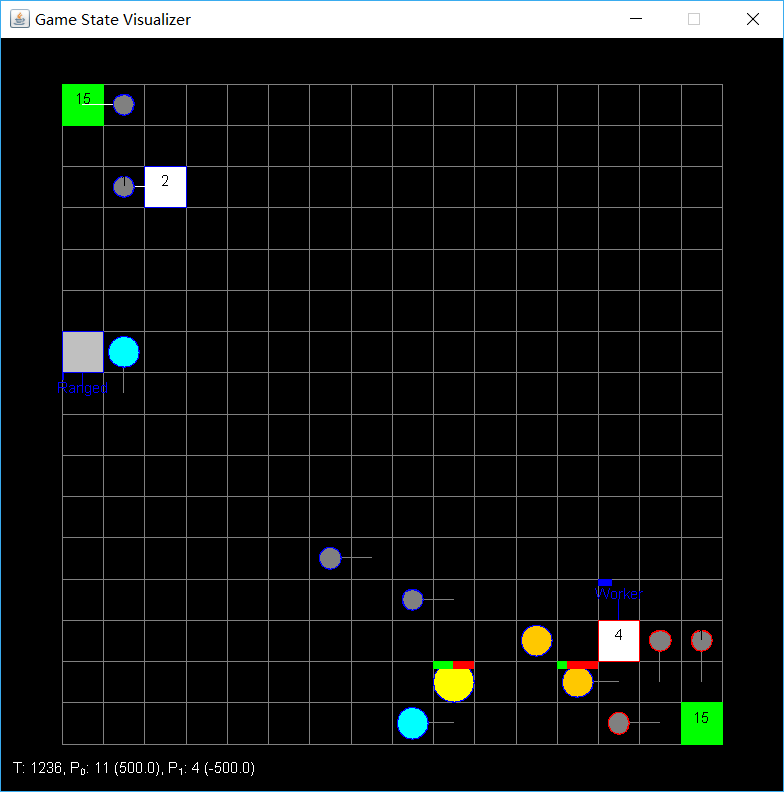 Game State Visualizer
15
2
Ranged
Worker
4
15
T: 1236, P₀: 11 (500.0), P₁: 4 (-500.0)